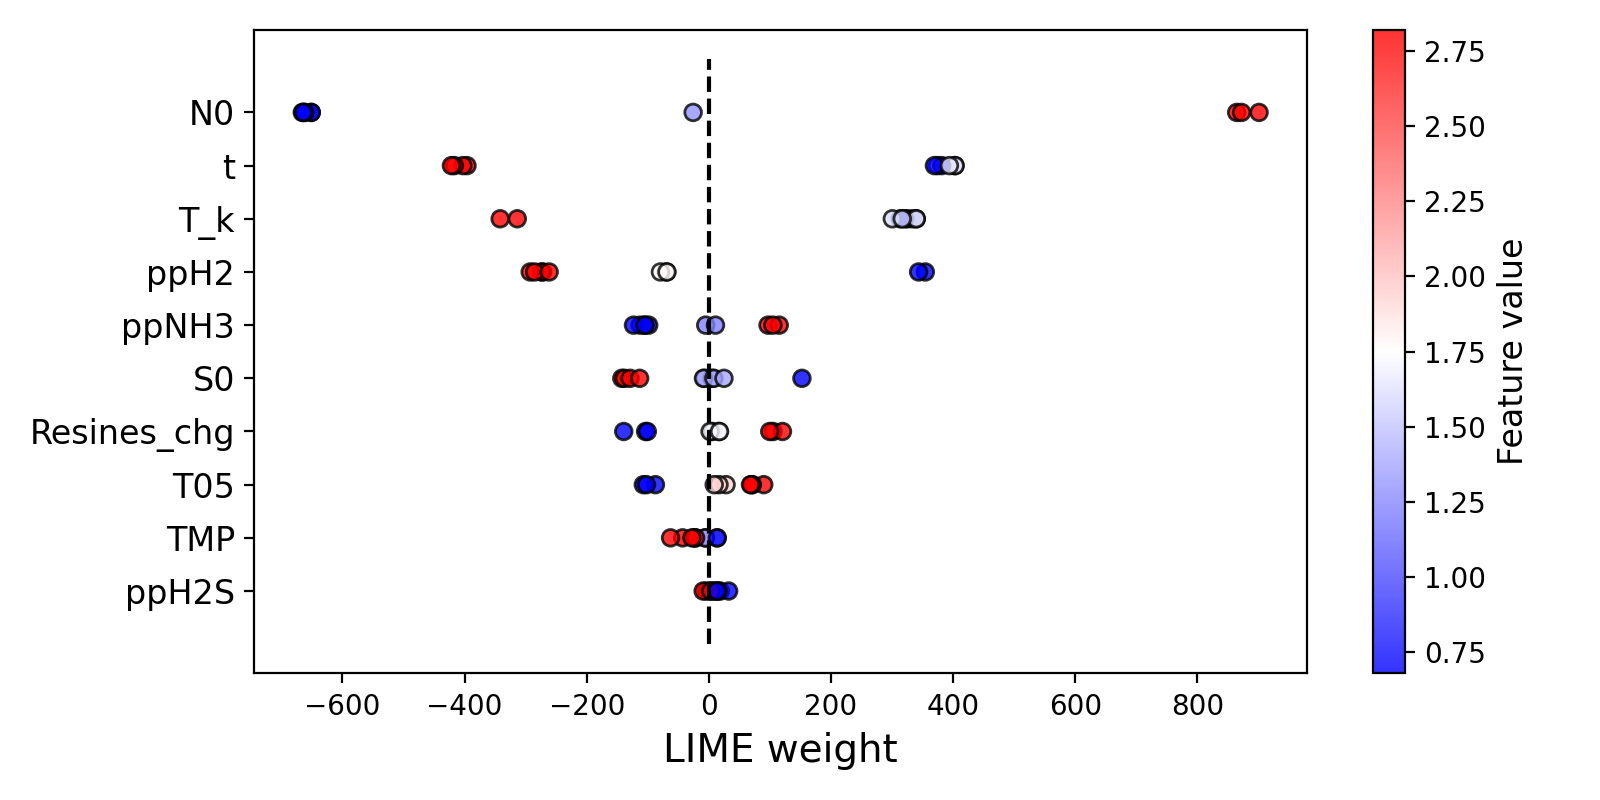 N0
t
T_k
ppH2
ppNH3
S0
Resines_chg
T05
TMP
ppH2S
−600
−400
−200
0
200
400
600
800
LIME weight
2.75
2.50
2.25
2.00
1.75
1.50
1.25
1.00
0.75
Feature value